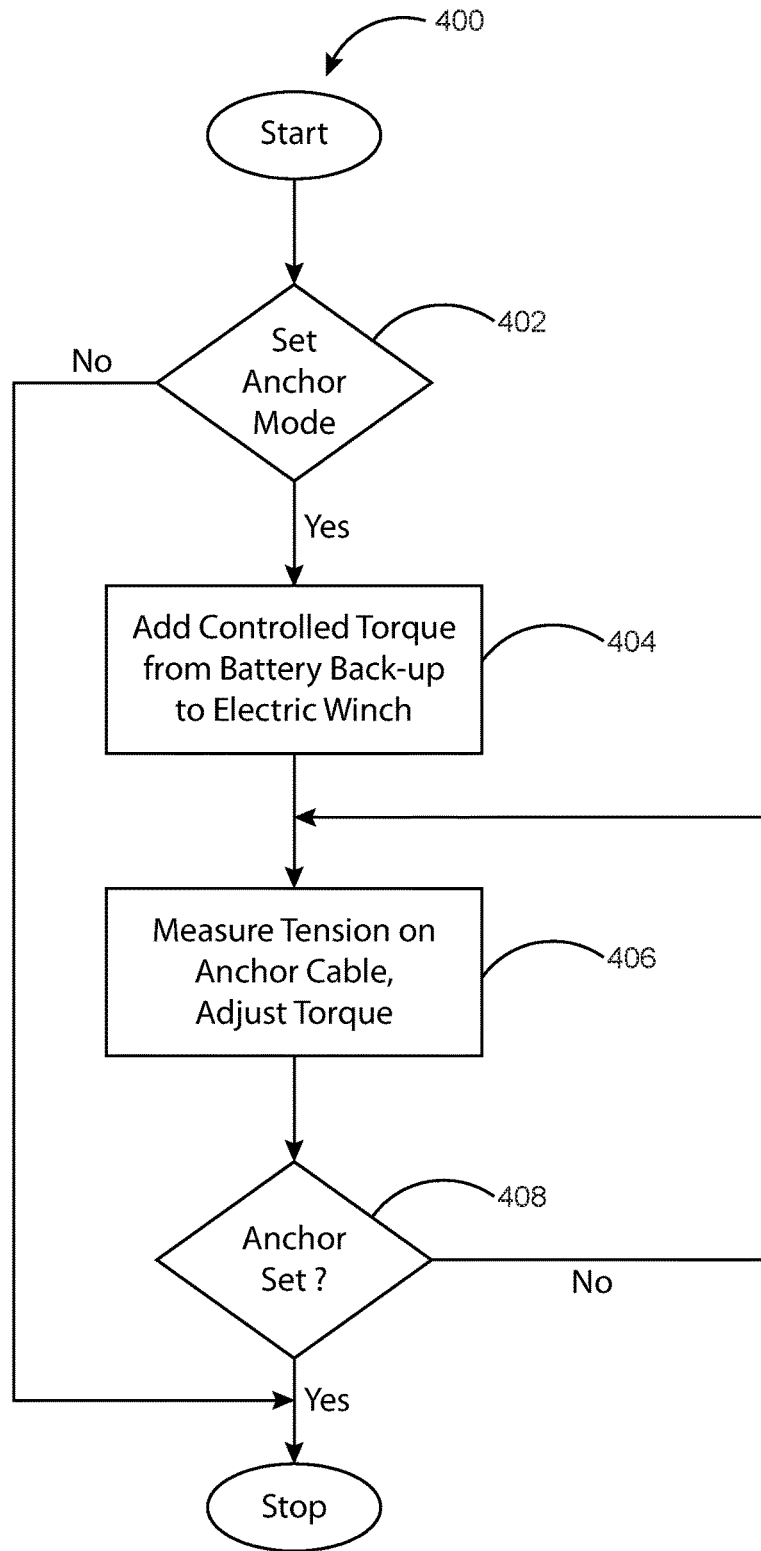 400
Start
402
No
Set
Anchor
Mode
Yes
Add Controlled Torque
from Battery Back-up
to Electric Winch
404
Measure Tension on
Anchor Cable,
Adjust Torque
406
408
Anchor
Set ?
No
Yes
Stop